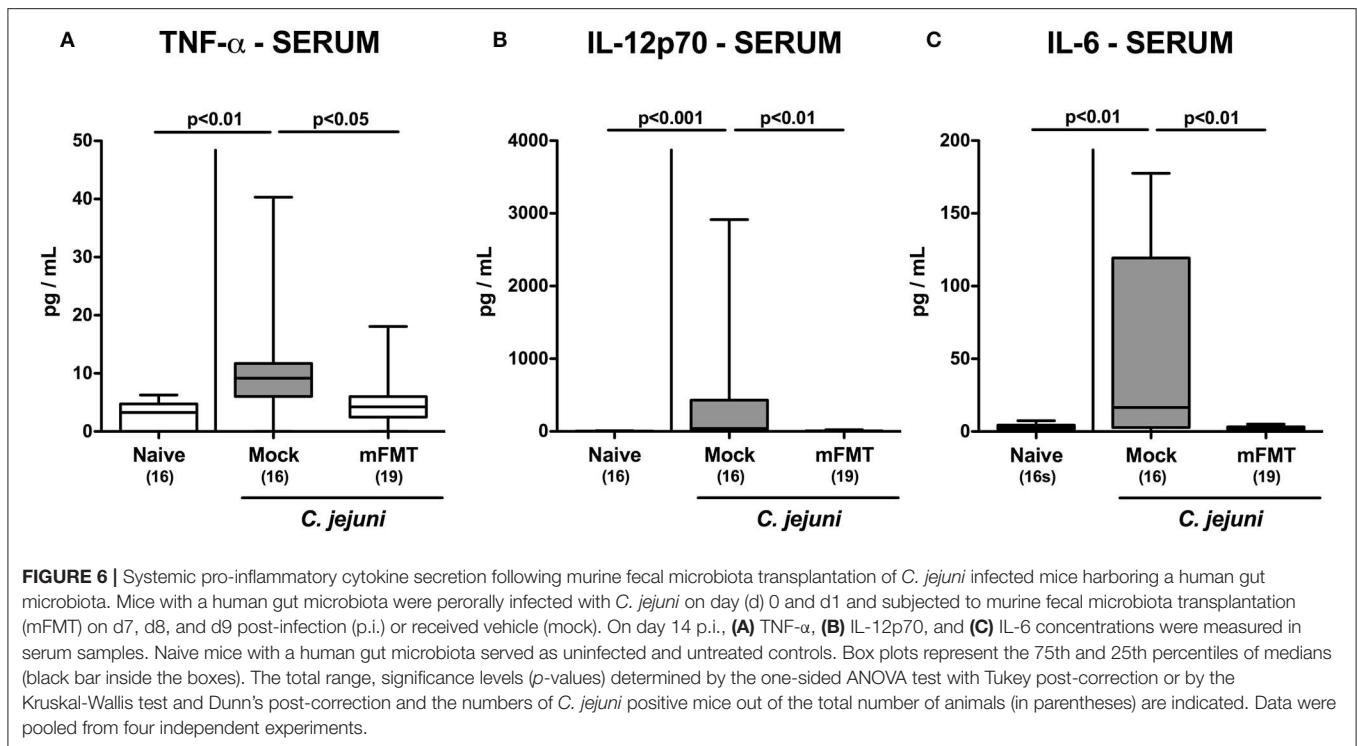 A TNF-α - SERUM
p<0.01 p<0.05
50
40
30
20
10
0
pg / mL
Naive Mock mFMT
(16) (16) (19)
C. jejuni
B IL-12p70 - SERUM
p<0.001 p<0.01
4000
3000
2000
1000
0
pg / mL
Naive Mock mFMT
(16) (16) (19)
C. jejuni
C IL-6 - SERUM
p<0.01 p<0.01
200
150
100
50
0
pg / mL
Naive Mock mFMT
(16s) (16) (19)
C. jejuni
FIGURE 6 | Systemic pro-inflammatory cytokine secretion following murine fecal microbiota transplantation of C. jejuni infected mice harboring a human gut
microbiota. Mice with a human gut microbiota were perorally infected with C. jejuni on day (d) 0 and d1 and subjected to murine fecal microbiota transplantation
(mFMT) on d7, d8, and d9 post-infection (p.i.) or received vehicle (mock). On day 14 p.i., (A) TNF-α, (B) IL-12p70, and (C) IL-6 concentrations were measured in
serum samples. Naive mice with a human gut microbiota served as uninfected and untreated controls. Box plots represent the 75th and 25th percentiles of medians
(black bar inside the boxes). The total range, significance levels (p-values) determined by the one-sided ANOVA test with Tukey post-correction or by the
Kruskal-Wallis test and Dunn's post-correction and the numbers of C. jejuni positive mice out of the total number of animals (in parentheses) are indicated. Data were
pooled from four independent experiments.